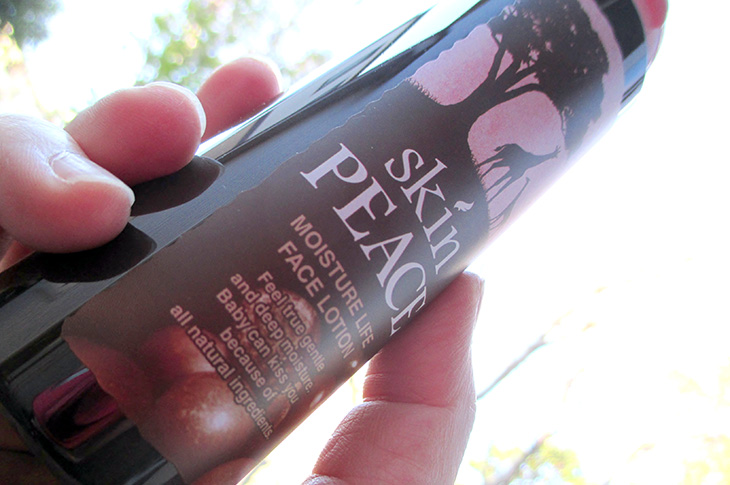 skin
PEACE
MOISTURE LIFE
FACE LOTION
Feel true gentle
and deep moisture.
Baby can kiss you
because of
all natural ingredients